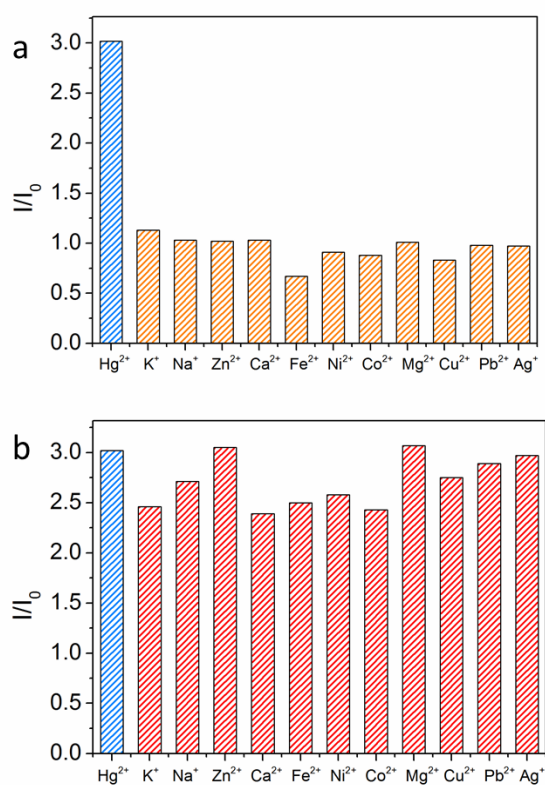 a
3.0
2.5
2.0
1.5
1.0
0.5
0.0
I/I₀
Hg²⁺ K⁺ Na⁺ Zn²⁺ Ca²⁺ Fe²⁺ Ni²⁺ Co²⁺ Mg²⁺ Cu²⁺ Pb²⁺ Ag⁺
b
3.0
2.5
2.0
1.5
1.0
0.5
0.0
I/I₀
Hg²⁺ K⁺ Na⁺ Zn²⁺ Ca²⁺ Fe²⁺ Ni²⁺ Co²⁺ Mg²⁺ Cu²⁺ Pb²⁺ Ag⁺